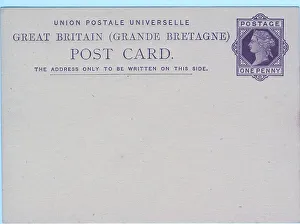 UNION POSTALE UNIVERSELLE
GREAT BRITAIN (GRANDE BRETAGNE)
POST CARD.
THE ADDRESS ONLY TO BE WRITTEN ON THIS SIDE.
POSTAGE
ONE PENNY